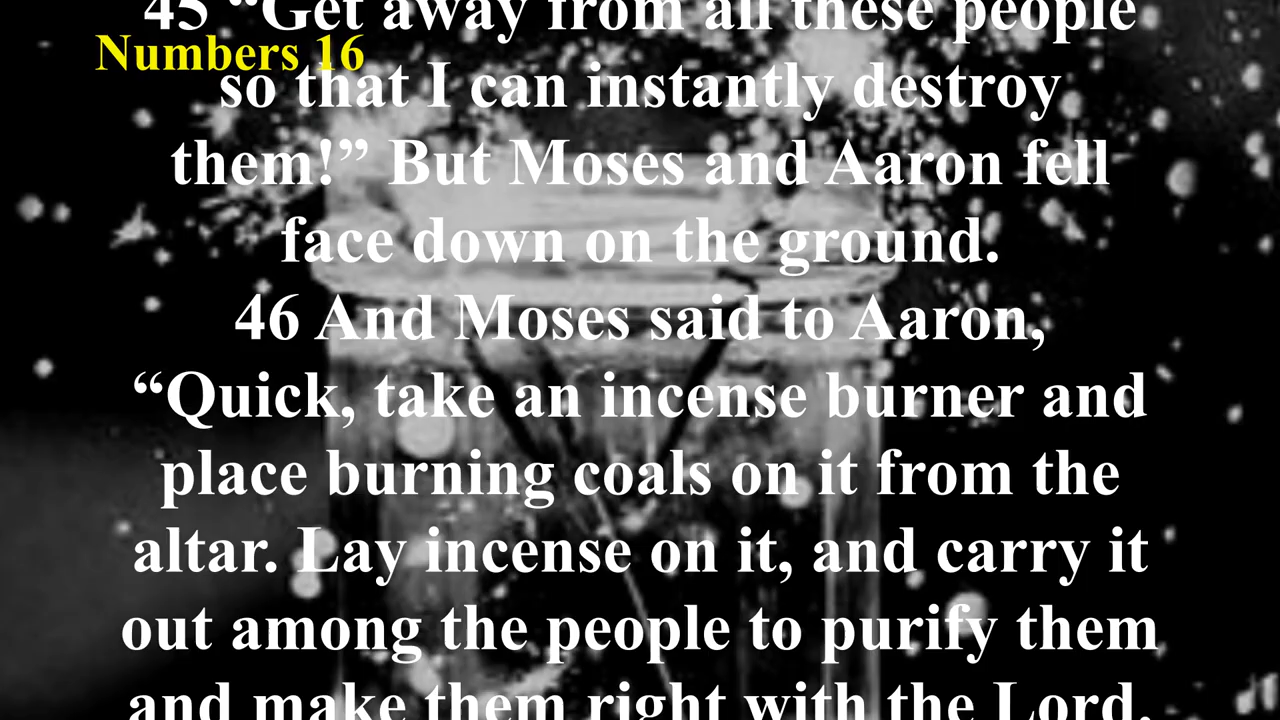 45 “Get away from all these people
Numbers 16
so that I can instantly destroy
them!” But Moses and Aaron fell
face down on the ground.
46 And Moses said to Aaron,
“Quick, take an incense burner and
place burning coals on it from the
altar. Lay incense on it, and carry it
out among the people to purify them
and make them right with the Lord.